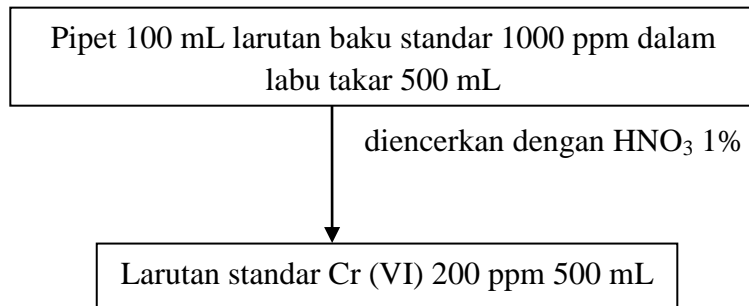 Pipet 100 mL larutan baku standar 1000 ppm dalam
labu takar 500 mL
diencerkan dengan HNO₃ 1%
Larutan standar Cr (VI) 200 ppm 500 mL